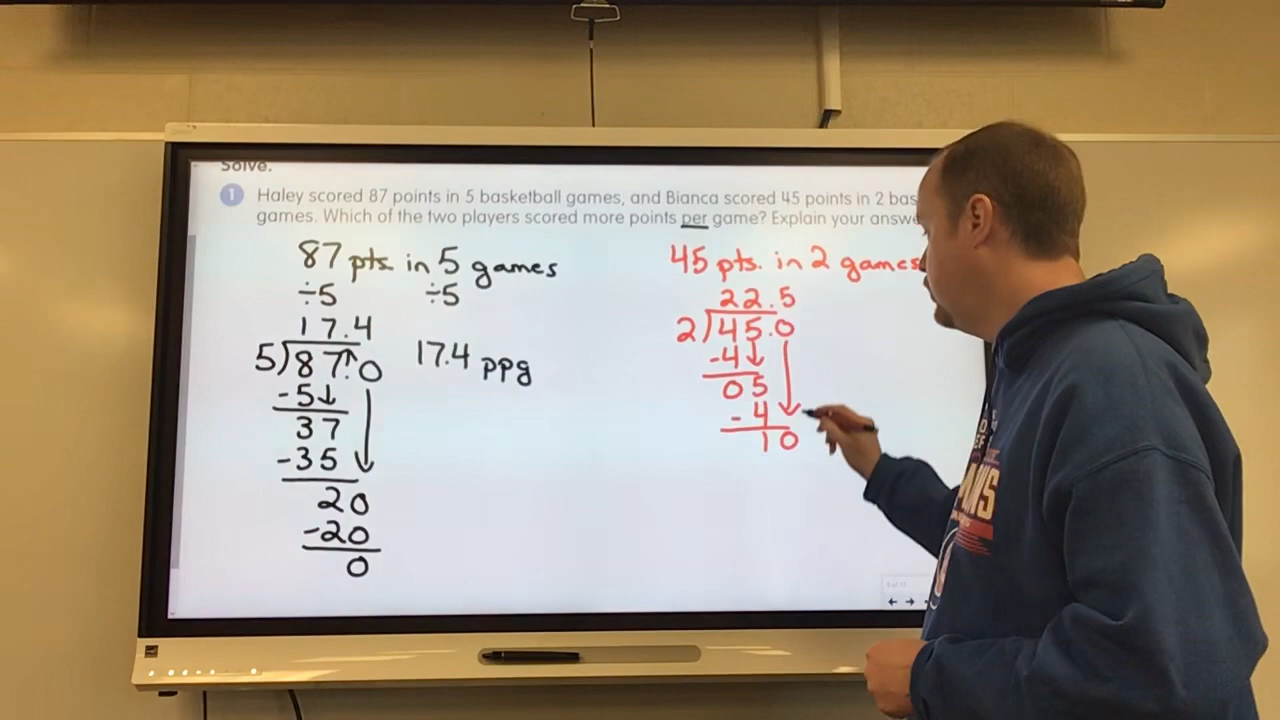 Solve.
1 Haley scored 87 points in 5 basketball games, and Bianca scored 45 points in 2
games. Which of the two players scored more points per game? Explain your
87 pts. in 5 games
÷5 ÷5
17.4
5)87.0
-5
37
-35
20
-20
0
17.4 ppg
45 pts. in 2 games
22.5
2)45.0
-4
05
-4
10